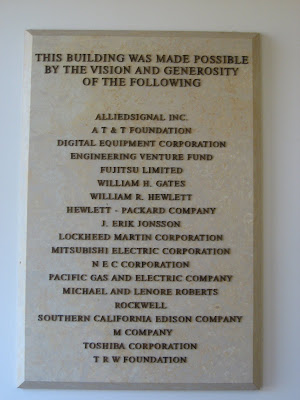 THIS BUILDING WAS MADE POSSIBLE
BY THE VISION AND GENEROSITY
OF THE FOLLOWING
ALLIEDSIGNAL INC.
A T & T FOUNDATION
DIGITAL EQUIPMENT CORPORATION
ENGINEERING VENTURE FUND
FUJITSU LIMITED
WILLIAM H. GATES
WILLIAM R. HEWLETT
HEWLETT - PACKARD COMPANY
J. ERIK JONSSON
LOCKHEED MARTIN CORPORATION
MITSUBISHI ELECTRIC CORPORATION
N E C CORPORATION
PACIFIC GAS AND ELECTRIC COMPANY
MICHAEL AND LENORE ROBERTS
ROCKWELL
SOUTHERN CALIFORNIA EDISON COMPANY
M COMPANY
TOSHIBA CORPORATION
T R W FOUNDATION